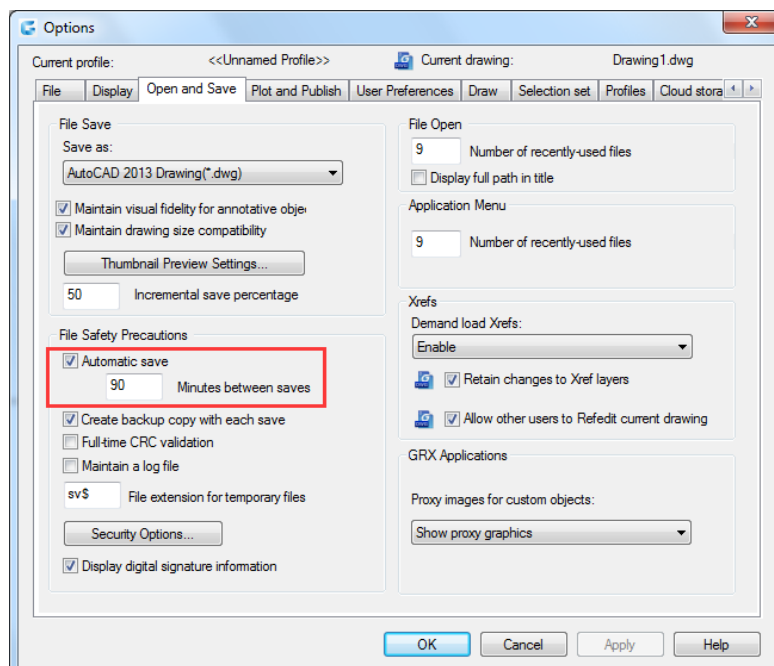 Options
Current profile: <<Unnamed Profile>> Current drawing: Drawing1.dwg
File Display Open and Save Plot and Publish User Preferences Draw Selection set Profiles Cloud stora
File Save
Save as:
AutoCAD 2013 Drawing(*.dwg)
Maintain visual fidelity for annotative obje
Maintain drawing size compatibility
Thumbnail Preview Settings...
50 Incremental save percentage
File Safety Precautions
Automatic save
90 Minutes between saves
Create backup copy with each save
Full-time CRC validation
Maintain a log file
sv$ File extension for temporary files
Security Options...
Display digital signature information
File Open
9 Number of recently-used files
Display full path in title
Application Menu
9 Number of recently-used files
Xrefs
Demand load Xrefs:
Enable
Retain changes to Xref layers
Allow other users to Refedit current drawing
GRX Applications
Proxy images for custom objects:
Show proxy graphics
OK Cancel Apply Help